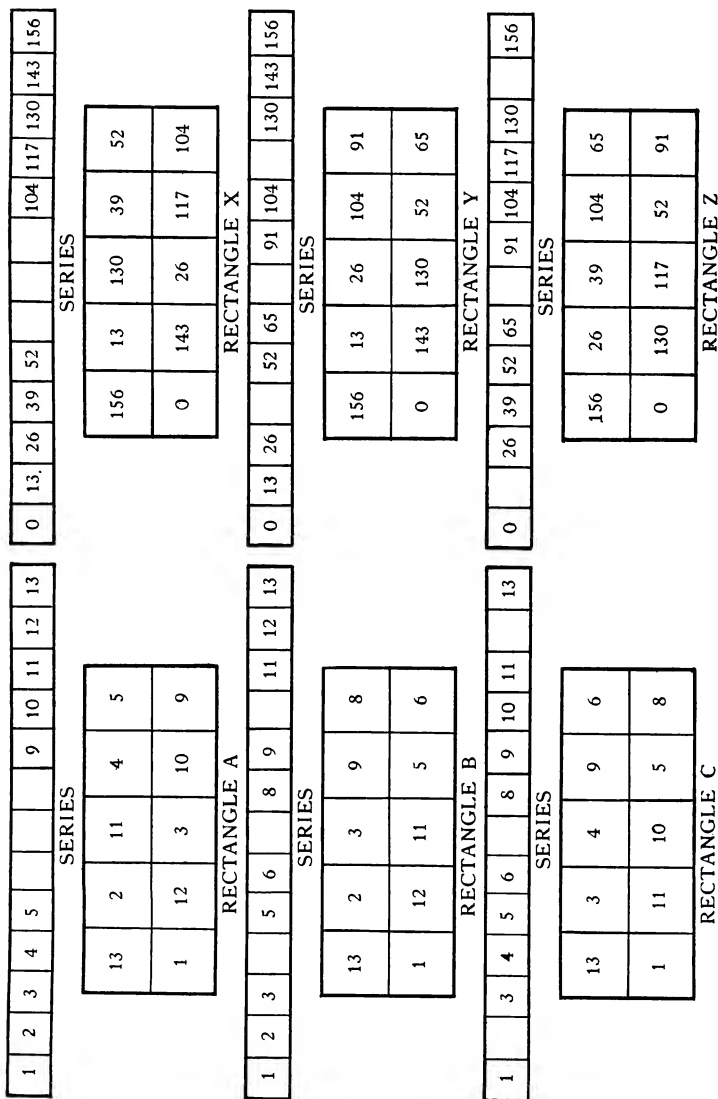 1 2 3 4 5 9 10 11 12 13
SERIES
13 2 11 4 5
1 12 3 10 9
RECTANGLE A
0 13. 26 39 52 104 117 130 143 156
SERIES
156 13 130 39 52
0 143 26 117 104
RECTANGLE X
1 2 3 5 6 8 9 11 12 13
SERIES
13 2 3 9 8
1 12 11 5 6
RECTANGLE B
0 13 26 52 65 91 104 130 143 156
SERIES
156 13 26 104 91
0 143 130 52 65
RECTANGLE Y
1 3 4 5 6 8 9 10 11 13
SERIES
13 3 4 9 6
1 11 10 5 8
RECTANGLE C
0 26 39 52 65 91 104 117 130 156
SERIES
156 26 39 104 65
0 130 117 52 91
RECTANGLE Z